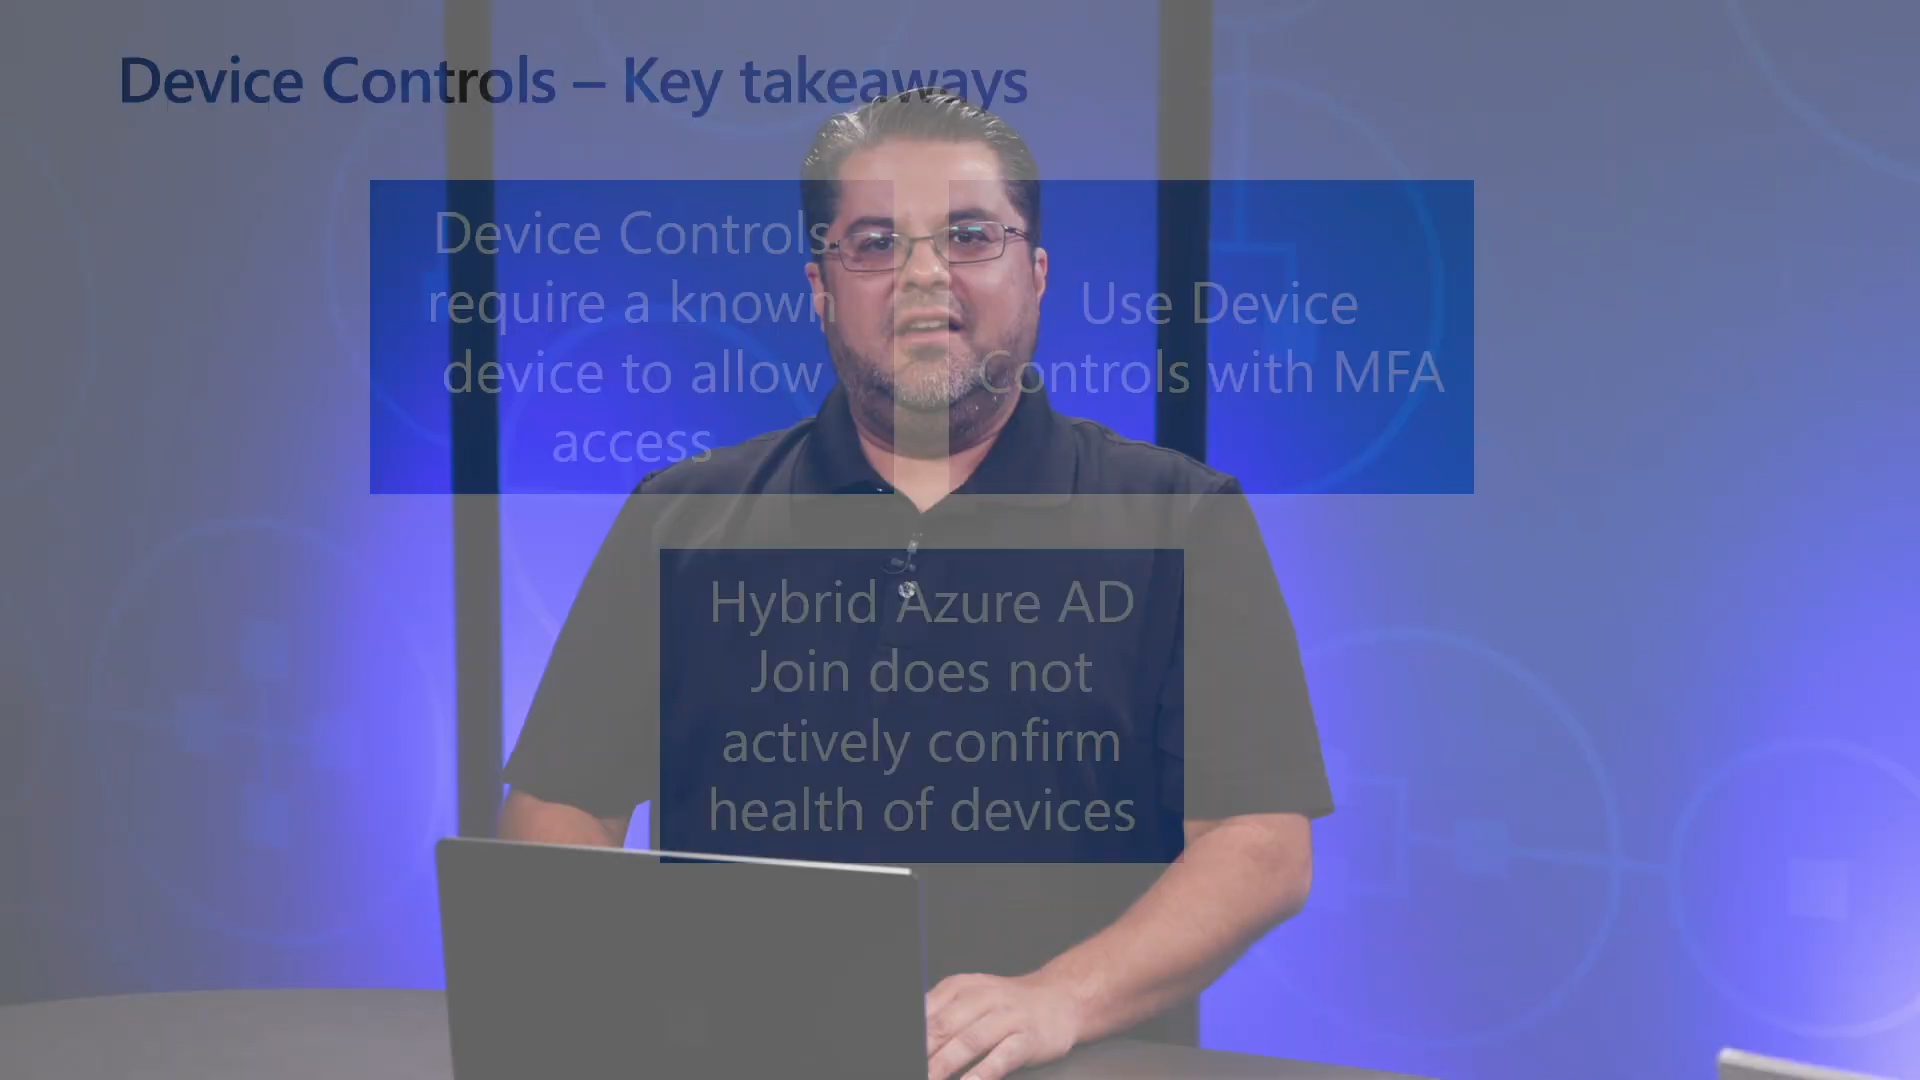 Device Controls – Key takeaways
Device Controls
require a known
device to allow
access
Use Device
Controls with MFA
Hybrid Azure AD
Join does not
actively confirm
health of devices